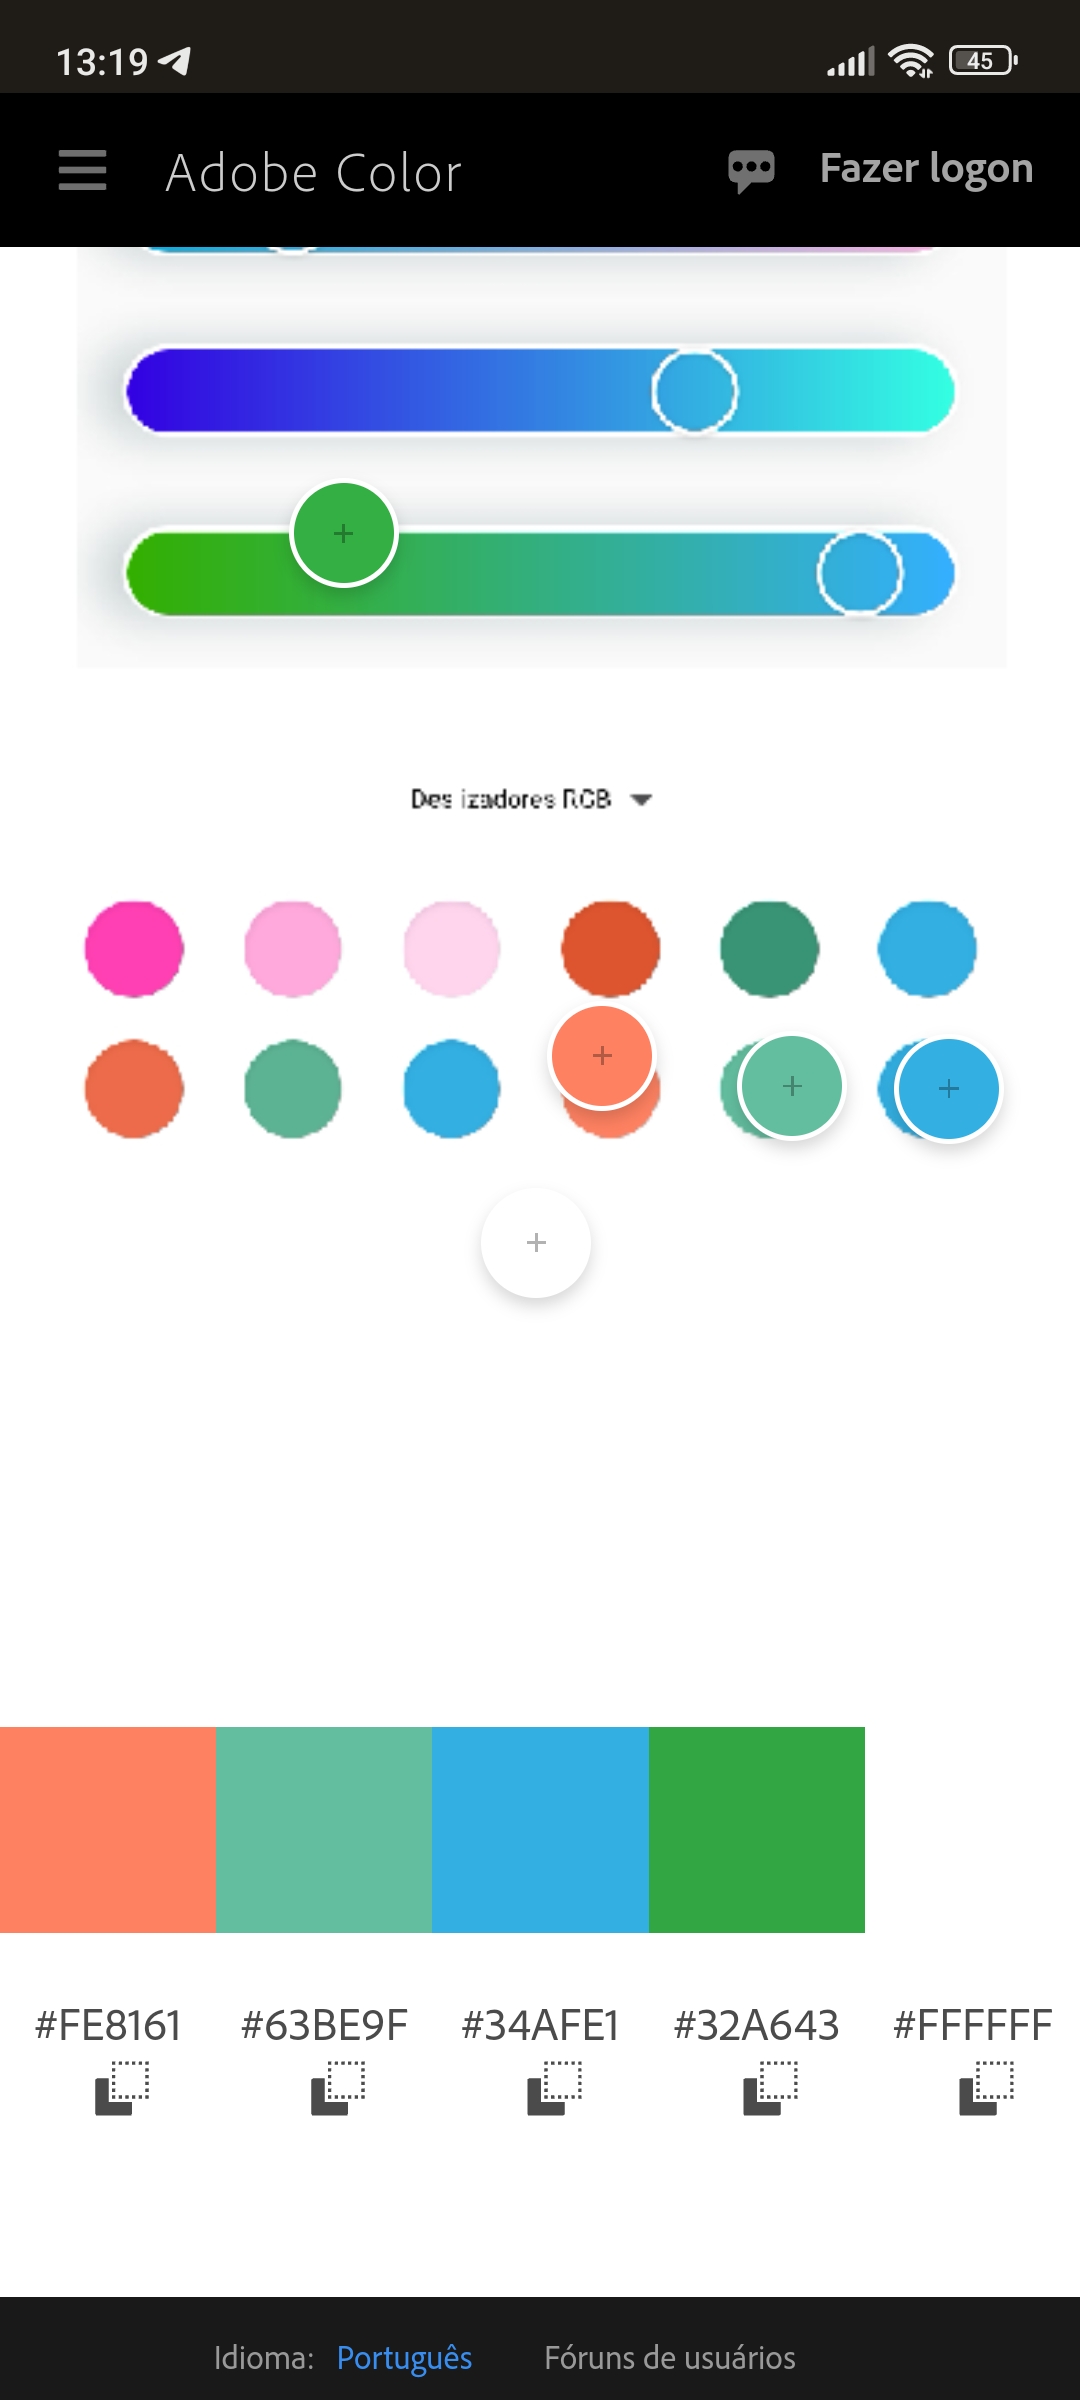 13:19
45
Adobe Color
Fazer logon
Des izadores RGB
#FE8161 #63BE9F #34AFE1 #32A643 #FFFFFF
Idioma: Português Fóruns de usuários